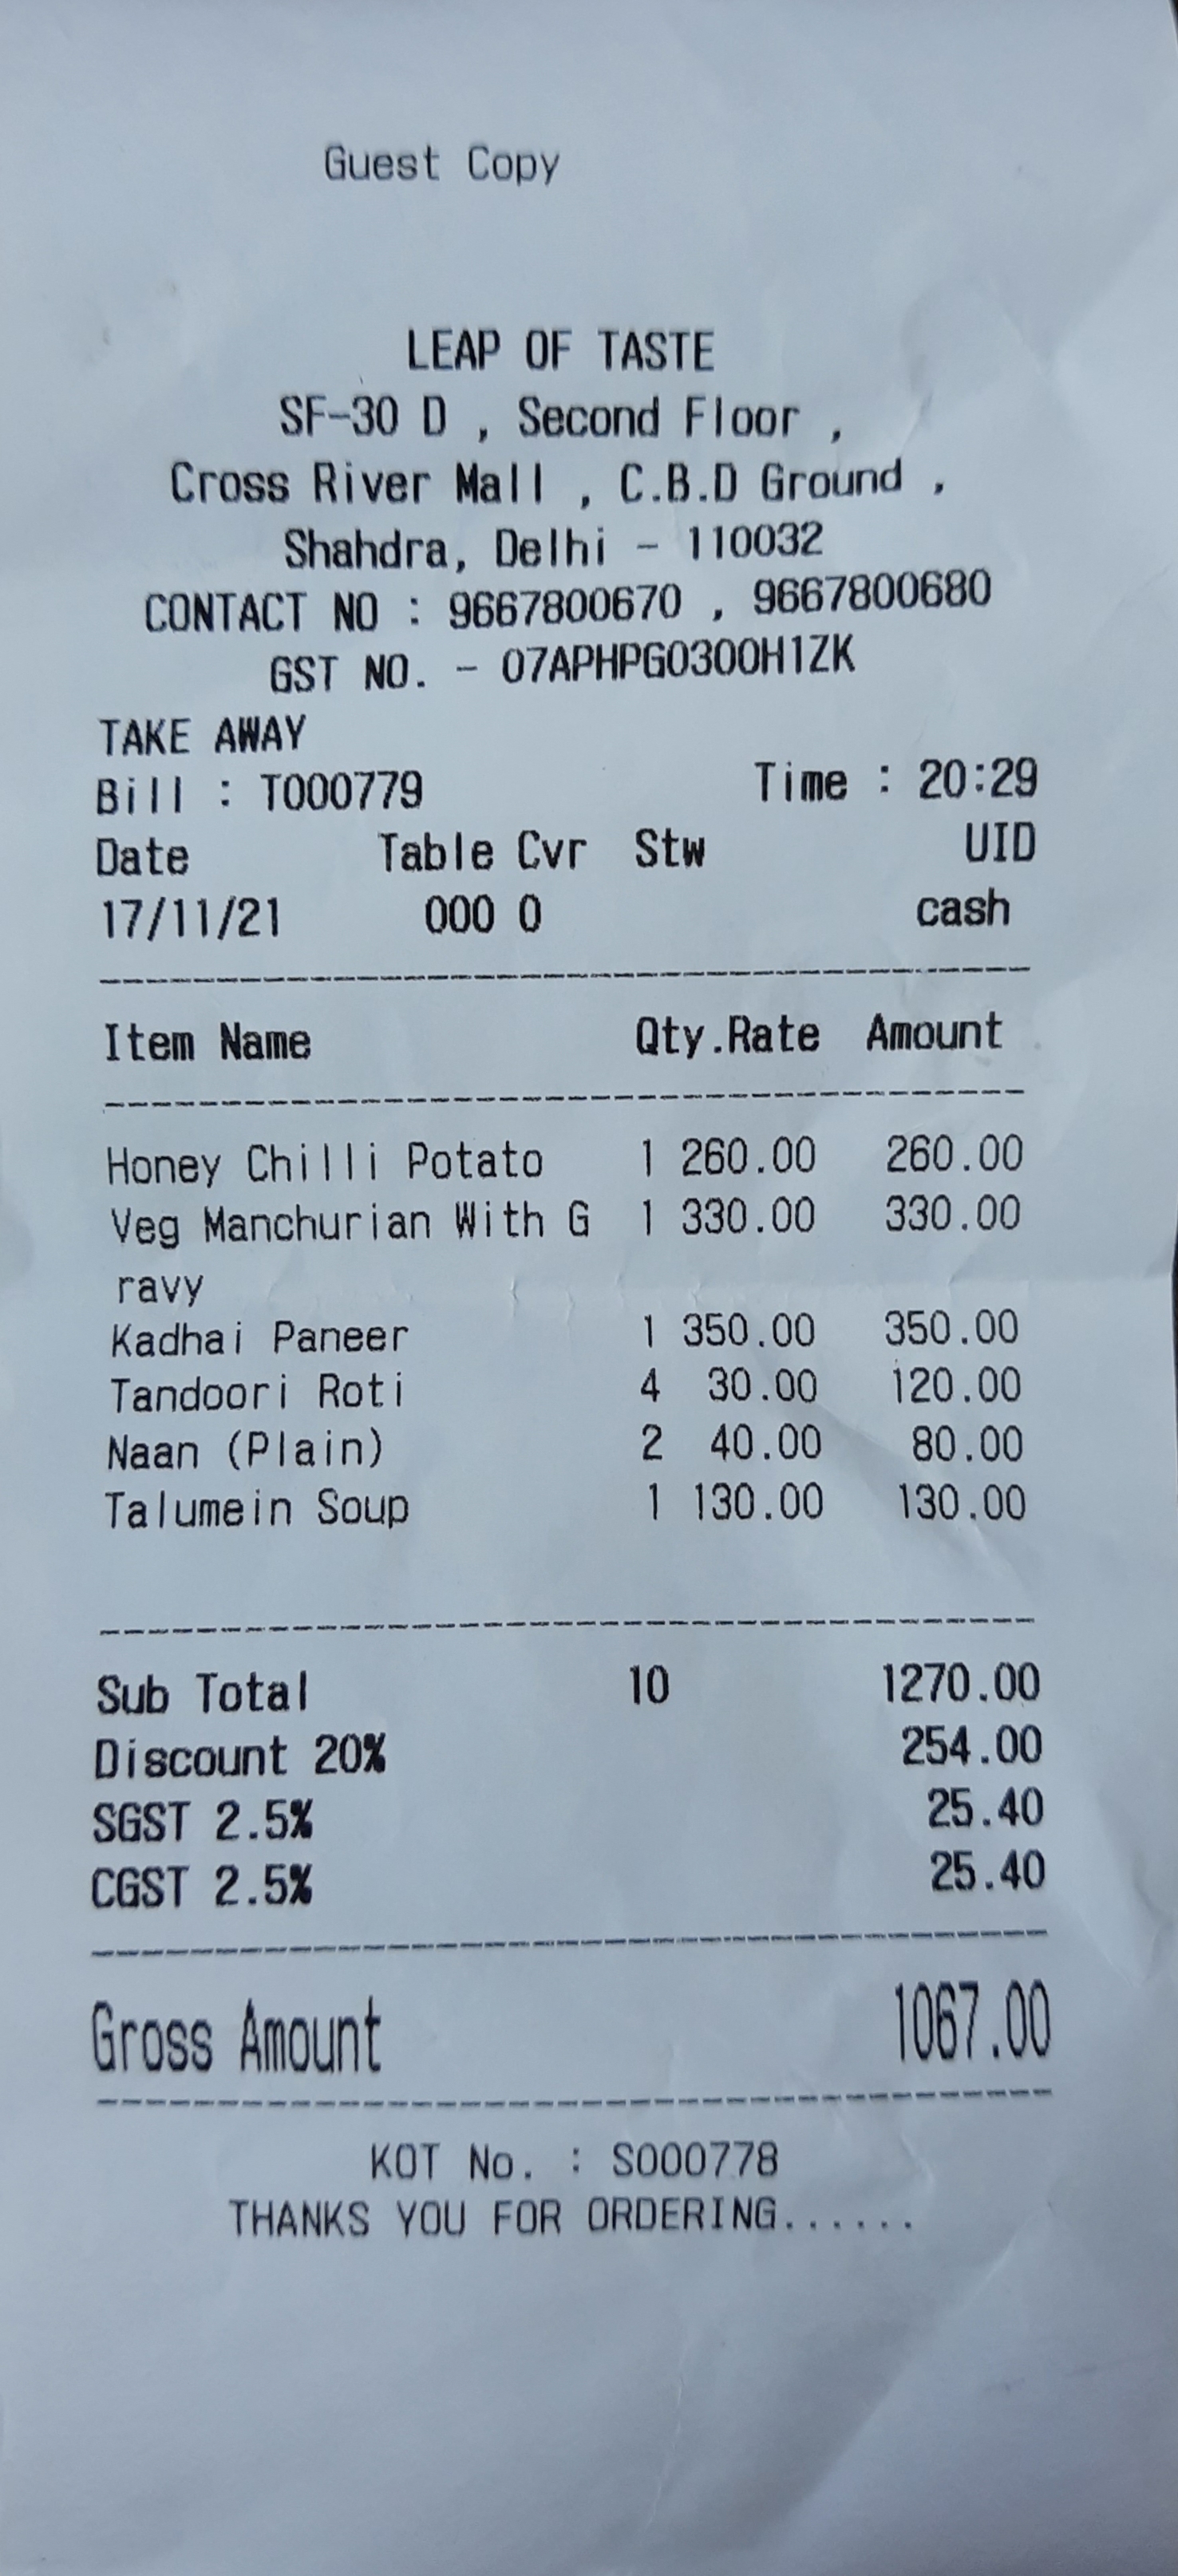 Guest Copy
LEAP OF TASTE
SF-30 D , Second Floor ,
Cross River Mall , C.B.D Ground ,
Shahdra, Delhi - 110032
CONTACT NO : 9667800670 , 9667800680
GST NO. - 07APHPG0300H1ZK
TAKE AWAY
Bill : T000779 Time : 20:29
Date Table Cvr Stw UID
17/11/21 000 0 cash
Item Name Qty.Rate Amount
Honey Chilli Potato 1 260.00 260.00
Veg Manchurian With G 1 330.00 330.00
ravy
Kadhai Paneer 1 350.00 350.00
Tandoori Roti 4 30.00 120.00
Naan (Plain) 2 40.00 80.00
Talumein Soup 1 130.00 130.00
Sub Total 10 1270.00
Discount 20% 254.00
SGST 2.5% 25.40
CGST 2.5% 25.40
Gross Amount 1067.00
KOT No. : S000778
THANKS YOU FOR ORDERING......